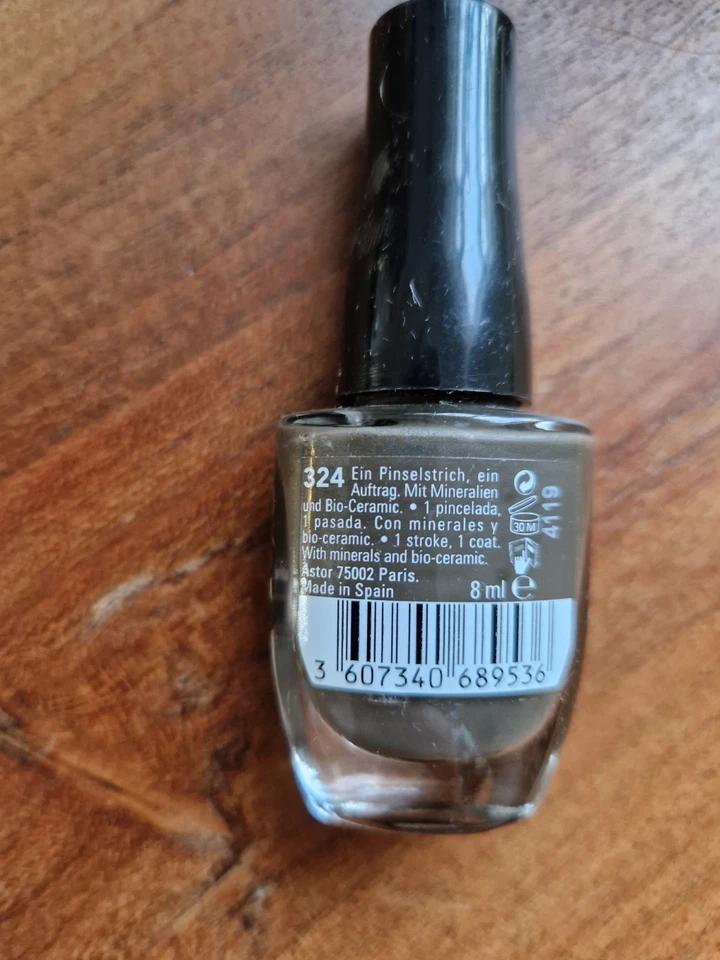 324 Ein Pinselstrich, ein
Auftrag. Mit Mineralien
und Bio-Ceramic. • 1 pincelada,
1 pasada. Con minerales y
bio-ceramic. • 1 stroke, 1 coat.
With minerals and bio-ceramic.
Astor 75002 Paris.
Made in Spain 8 ml e
30 M
4119
3 607340 689536